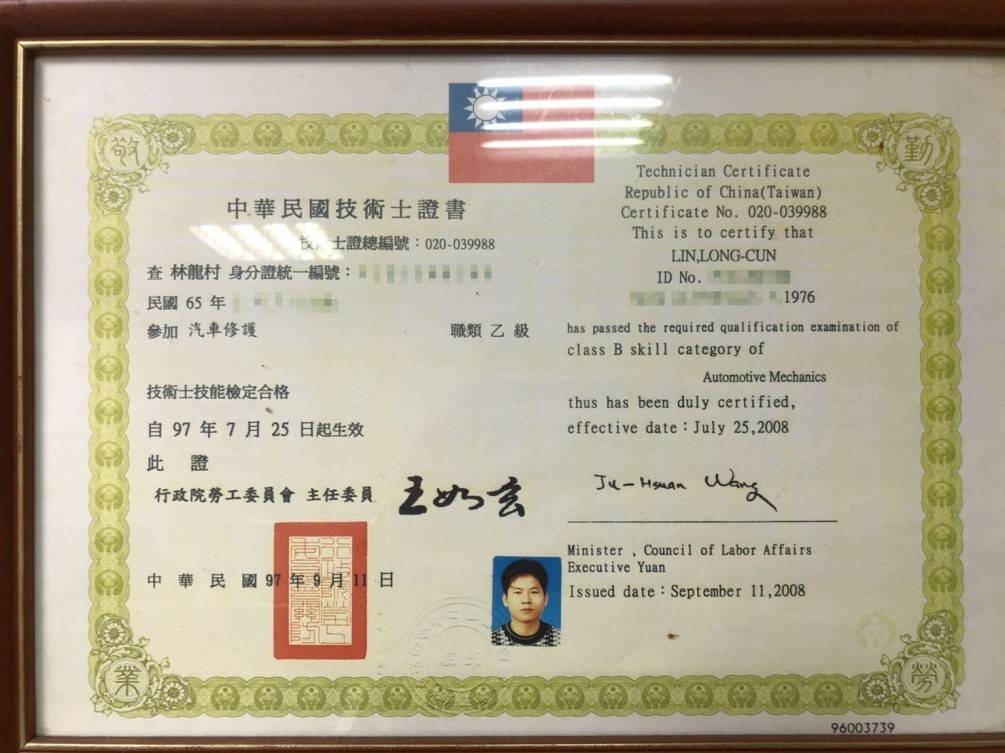 中華民國技術士證書
技術士證總編號：020-039988
查 林龍村 身分證統一編號：
民國 65 年
參加 汽車修護 職類 乙 級
技術士技能檢定合格
自 97 年 7 月 25 日起生效
此 證
行政院勞工委員會 主任委員 王如玄
中 華 民 國 97 年 9 月 11 日
Technician Certificate
Republic of China(Taiwan)
Certificate No. 020-039988
This is to certify that
LIN,LONG-CUN
ID No.
1976
has passed the required qualification examination of
class B skill category of
Automotive Mechanics
thus has been duly certified,
effective date：July 25,2008
Ju-Hsuan Wang
Minister , Council of Labor Affairs
Executive Yuan
Issued date：September 11,2008
敬
勤
業
勞
96003739